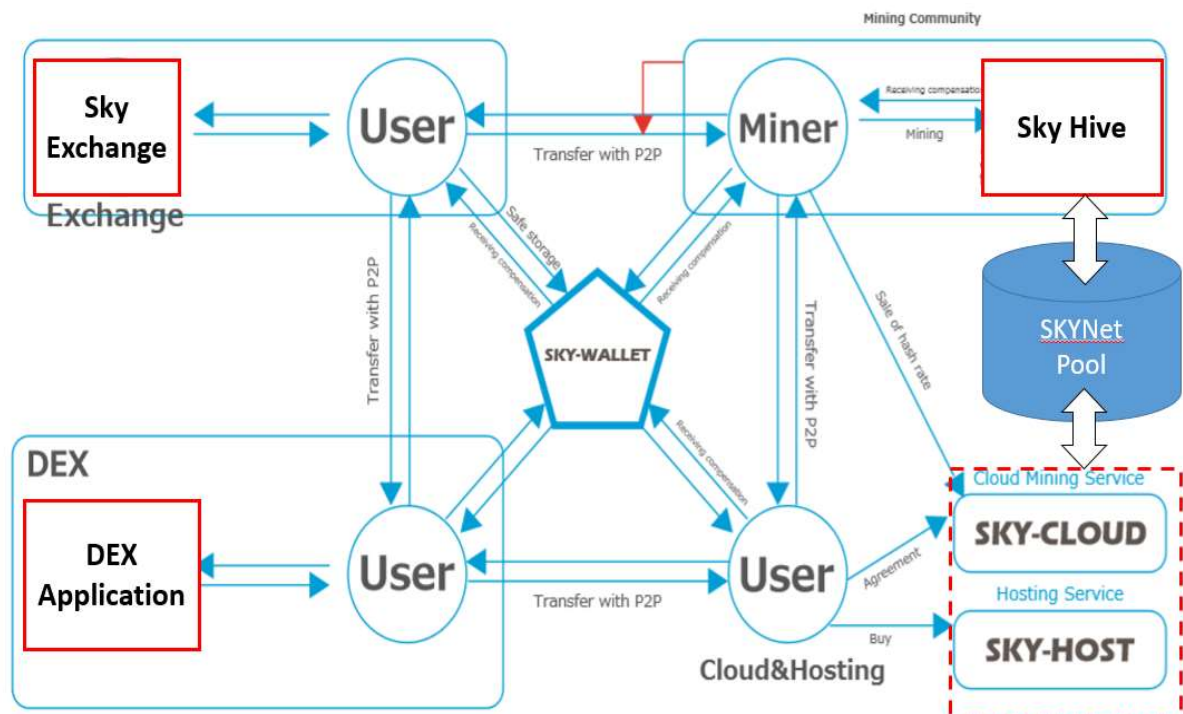 Mining Community
Sky
Exchange
User
Miner
Receiving compensation
Mining
Sky Hive
Transfer with P2P
Exchange
Safe storage
Receiving compensation
Receiving compensation
Transfer with P2P
Transfer with P2P
Sale of hash rate
SKYNet
Pool
SKY-WALLET
DEX
DEX
Application
User
Receiving compensation
User
Transfer with P2P
Agreement
Buy
Cloud&Hosting
Cloud Mining Service
SKY-CLOUD
Hosting Service
SKY-HOST